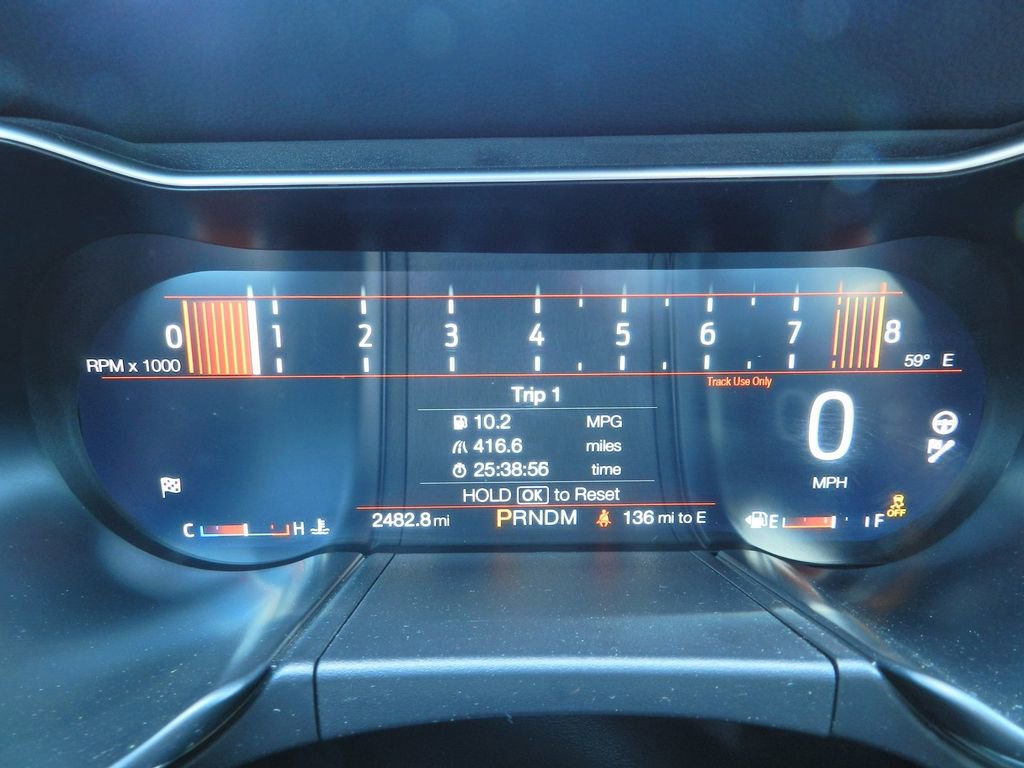 0 1 2 3 4 5 6 7 8
RPM x 1000
59° E
Track Use Only
Trip 1
10.2 MPG
416.6 miles
25:38:56 time
HOLD OK to Reset
0
MPH
C H
2482.8 mi PRNDM 136 mi to E
E F
OFF